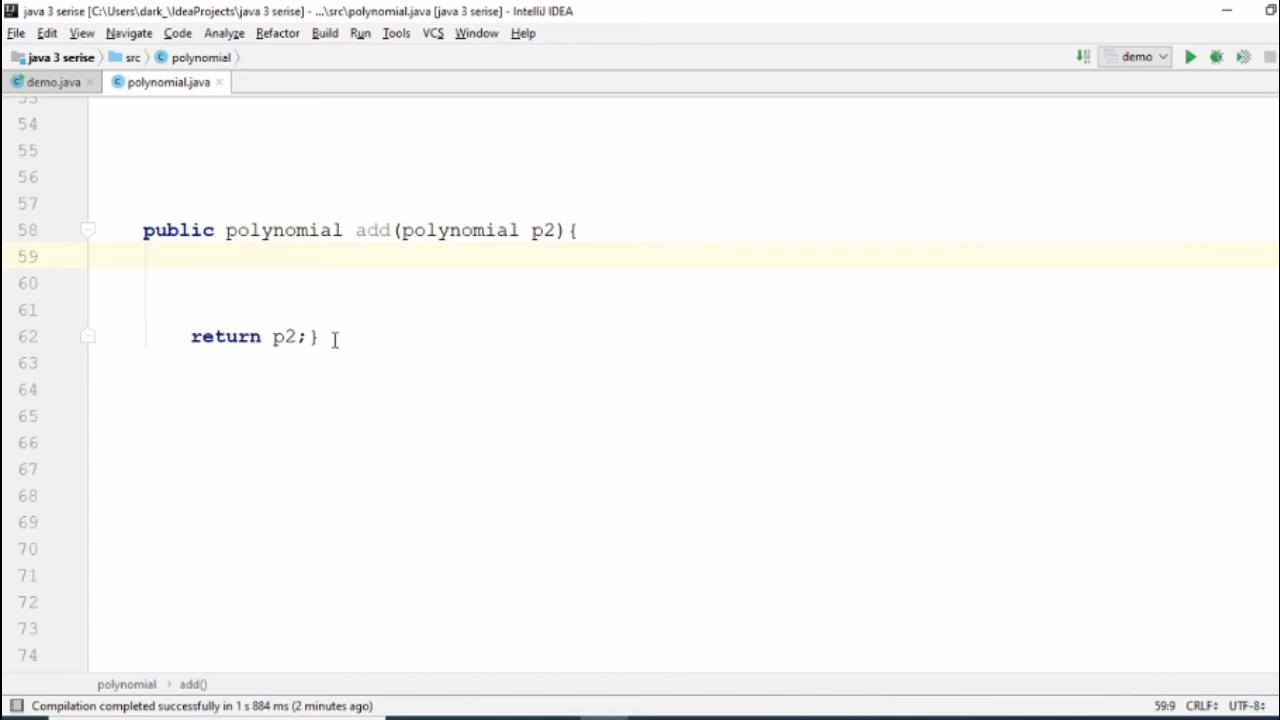 java 3 serise [C:\Users\dark_\IdeaProjects\java 3 serise] - ...\src\polynomial.java [java 3 serise] - IntelliJ IDEA
File Edit View Navigate Code Analyze Refactor Build Run Tools VCS Window Help
java 3 serise src polynomial demo
demo.java polynomial.java
53
54
55
56
57
58 public polynomial add(polynomial p2){
59
60
61
62 return p2;}
63
64
65
66
67
68
69
70
71
72
73
74
polynomial › add()
Compilation completed successfully in 1 s 884 ms (2 minutes ago) 59:9 CRLF UTF-8